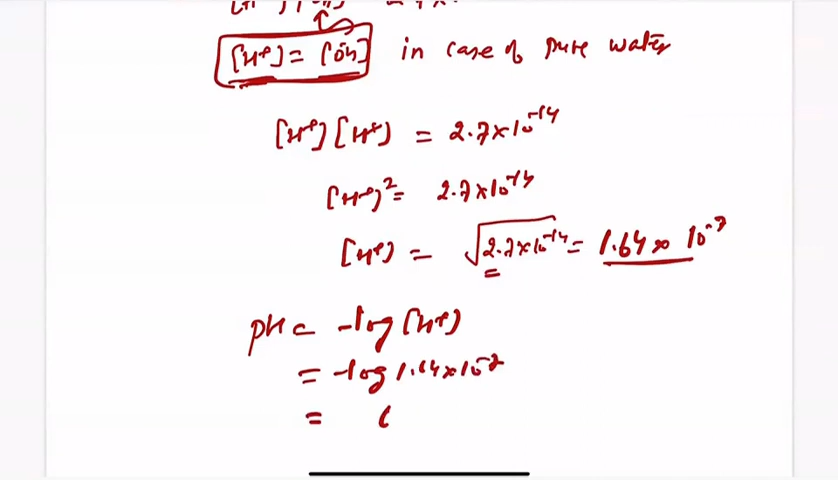 [H⁺] = [ŌH] in case of pure water
[H⁺][H⁺] = 2.7×10⁻¹⁴
[H⁺]² = 2.7×10⁻¹⁴
[H⁺] = √2.7×10⁻¹⁴ = 1.64 × 10⁻⁷
pH = -log[H⁺]
= -log 1.64×10⁻⁷
= 6